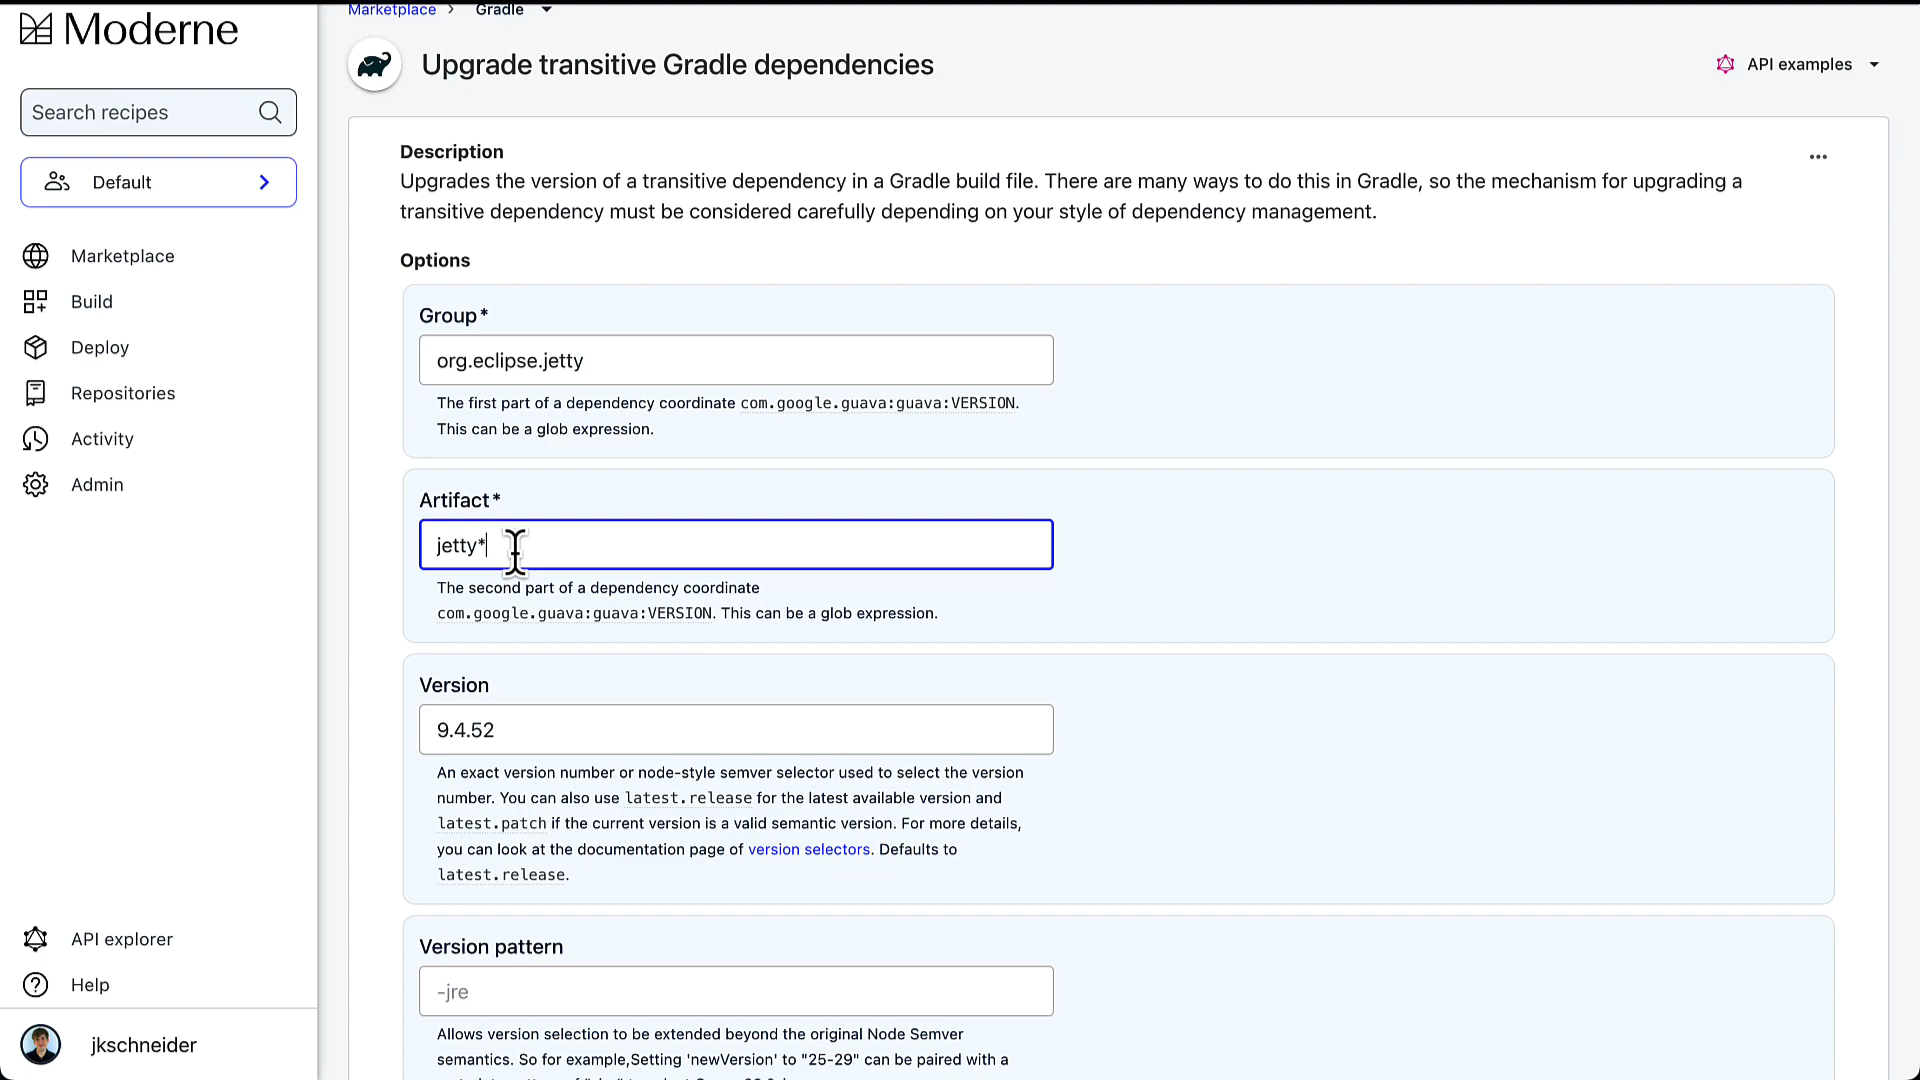 Moderne
Search recipes
Default
Marketplace
Build
Deploy
Repositories
Activity
Admin
API explorer
Help
jkschneider
Marketplace > Gradle
Upgrade transitive Gradle dependencies
API examples
Description
Upgrades the version of a transitive dependency in a Gradle build file. There are many ways to do this in Gradle, so the mechanism for upgrading a
transitive dependency must be considered carefully depending on your style of dependency management.
Options
Group*
org.eclipse.jetty
The first part of a dependency coordinate com.google.guava:guava:VERSION.
This can be a glob expression.
Artifact*
jetty*
The second part of a dependency coordinate
com.google.guava:guava:VERSION. This can be a glob expression.
Version
9.4.52
An exact version number or node-style semver selector used to select the version
number. You can also use latest.release for the latest available version and
latest.patch if the current version is a valid semantic version. For more details,
you can look at the documentation page of version selectors. Defaults to
latest.release.
Version pattern
-jre
Allows version selection to be extended beyond the original Node Semver
semantics. So for example,Setting 'newVersion' to "25-29" can be paired with a